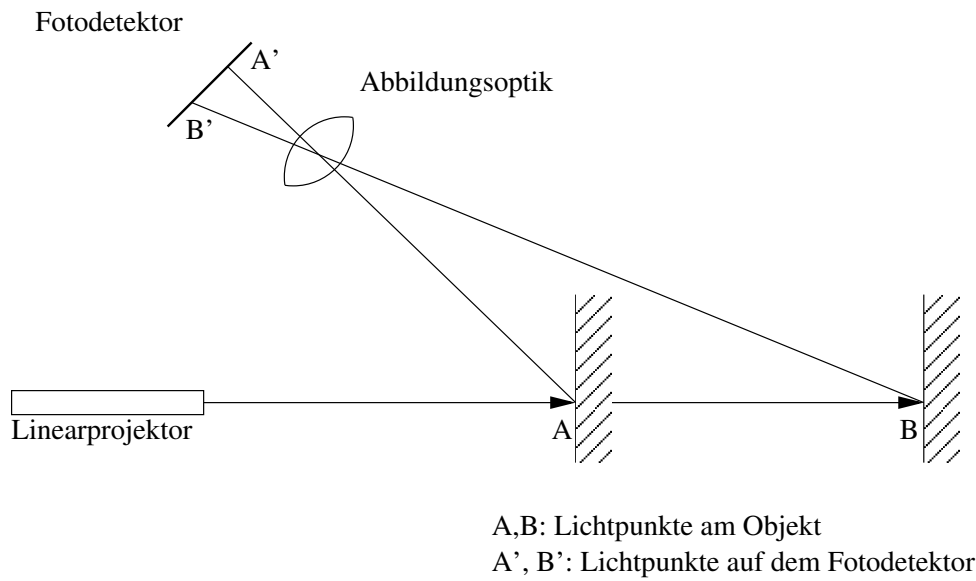 Fotodetektor
A’
Abbildungsoptik
B’
Linearprojektor
A
B
A,B: Lichtpunkte am Objekt
A’, B’: Lichtpunkte auf dem Fotodetektor